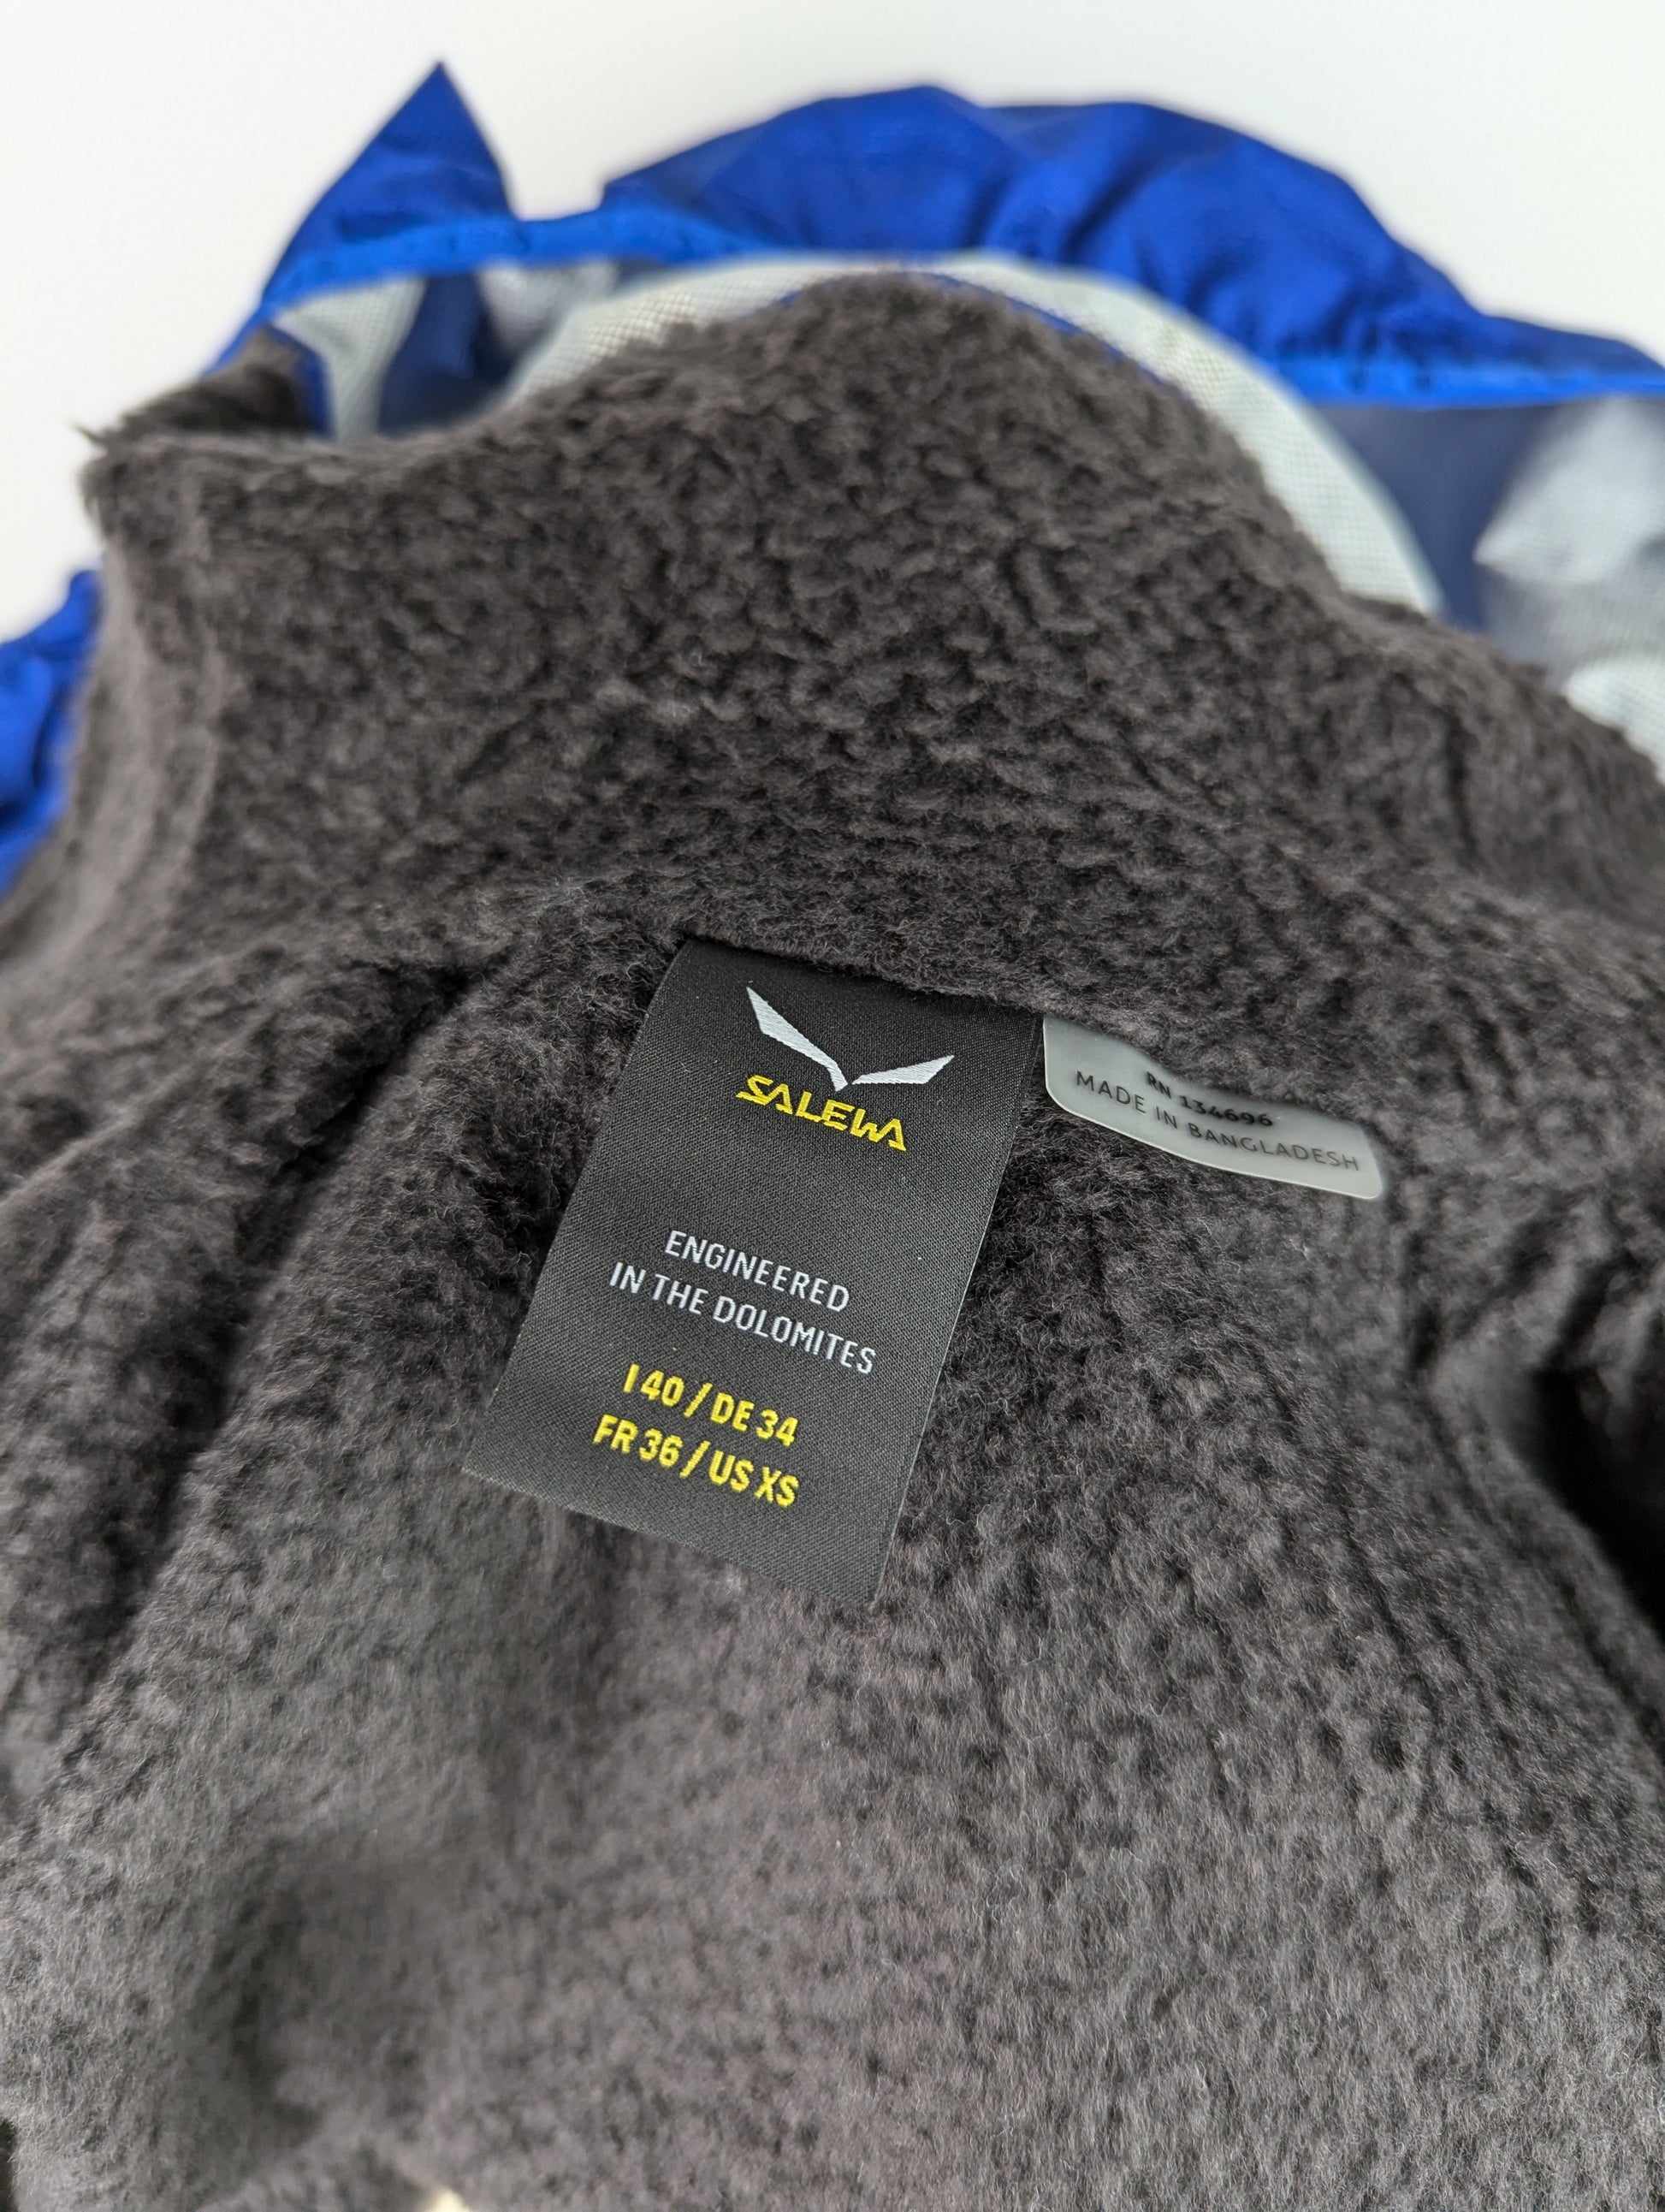 SALEWA
ENGINEERED
IN THE DOLOMITES
I 40 / DE 34
FR 36 / US XS
RN 134696
MADE IN BANGLADESH